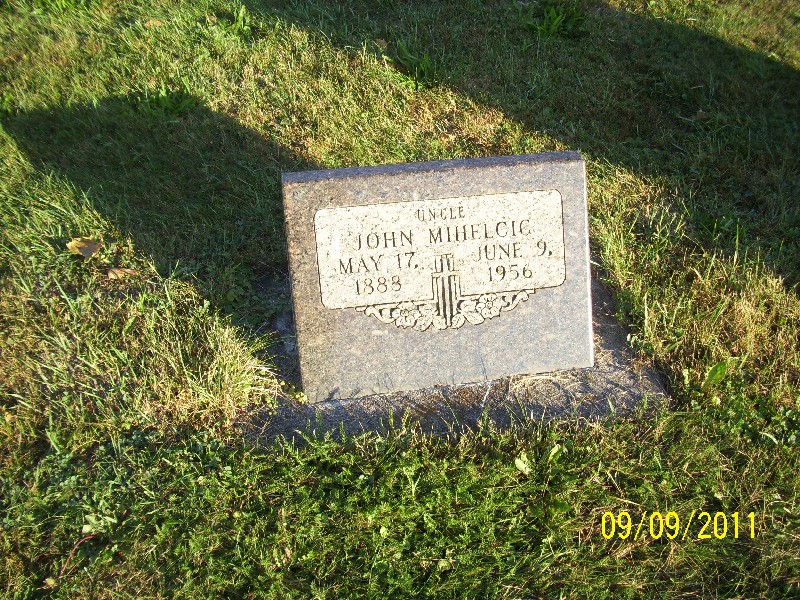 UNCLE
JOHN MIHELCIC
MAY 17, JUNE 9,
1888 1956
09/09/2011